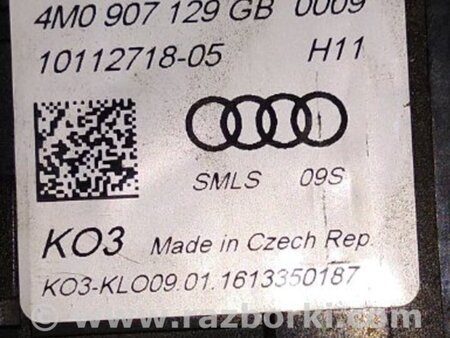 4M0 907 129 GB 0009
10112718-05 H11
SMLS 09S
KO3 Made in Czech Rep.
KO3-KLO09.01.1613350187
© www.razborki.com